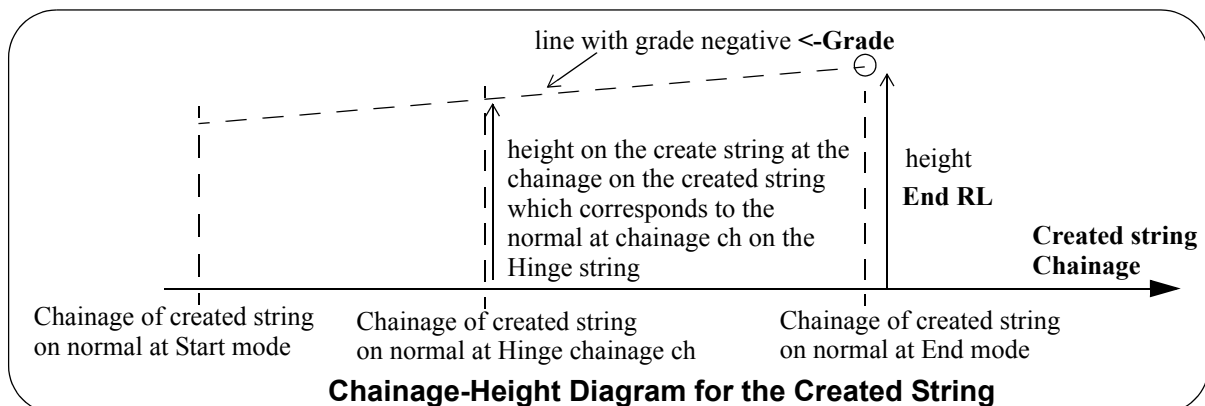 line with grade negative <-Grade
height on the create string at the
chainage on the created string
which corresponds to the
normal at chainage ch on the
Hinge string
height
End RL
Created string
Chainage
Chainage of created string
on normal at Start mode
Chainage of created string
on normal at Hinge chainage ch
Chainage of created string
on normal at End mode
Chainage-Height Diagram for the Created String